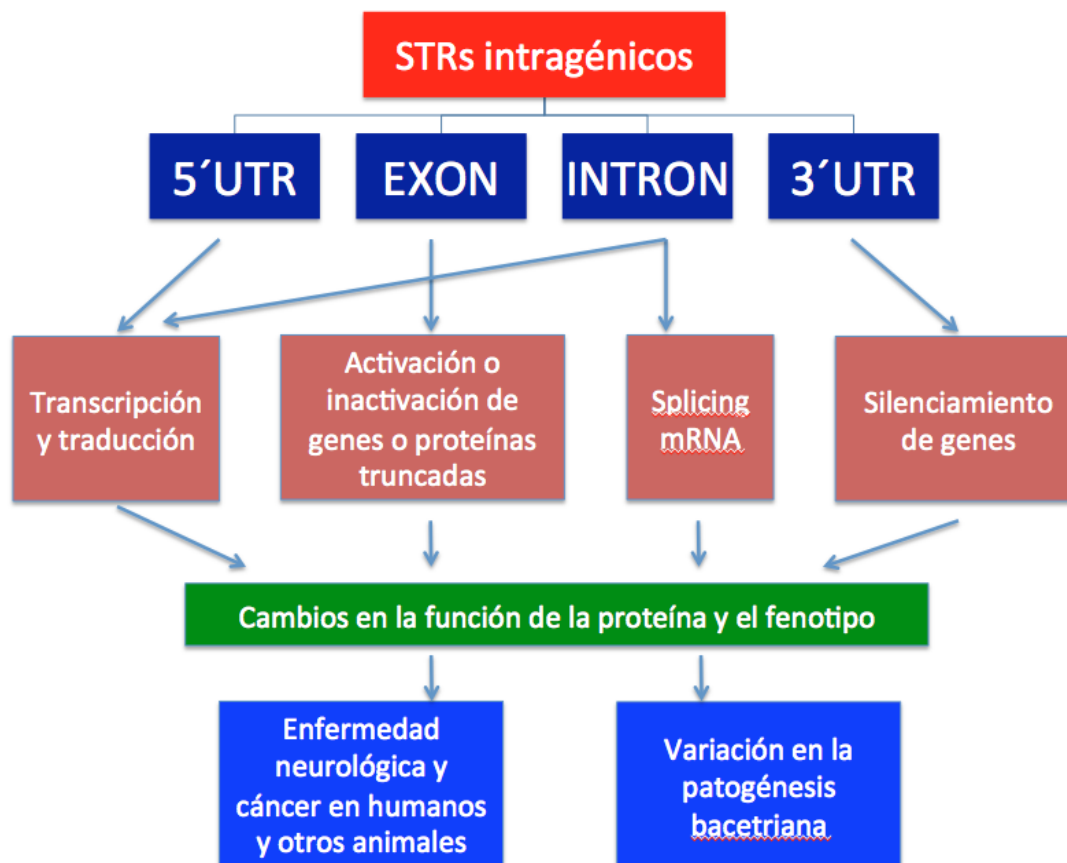 STRs intragénicos
5´UTR
EXON
INTRON
3´UTR
Transcripción
y traducción
Activación o
inactivación de
genes o proteínas
truncadas
Splicing
mRNA
Silenciamiento
de genes
Cambios en la función de la proteína y el fenotipo
Enfermedad
neurológica y
cáncer en humanos
y otros animales
Variación en la
patogénesis
bacetriana